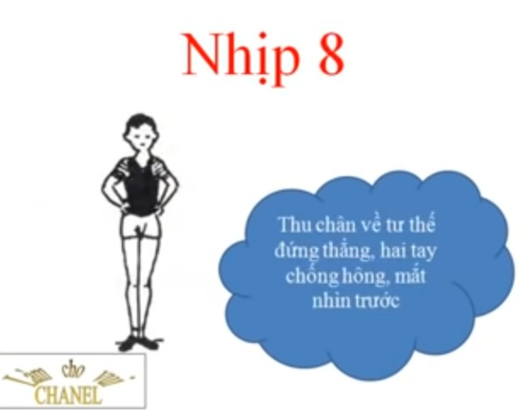 Nhịp 8
Thu chân về tư thế
đứng thẳng, hai tay
chống hông, mắt
nhìn trước
cho
CHANEL